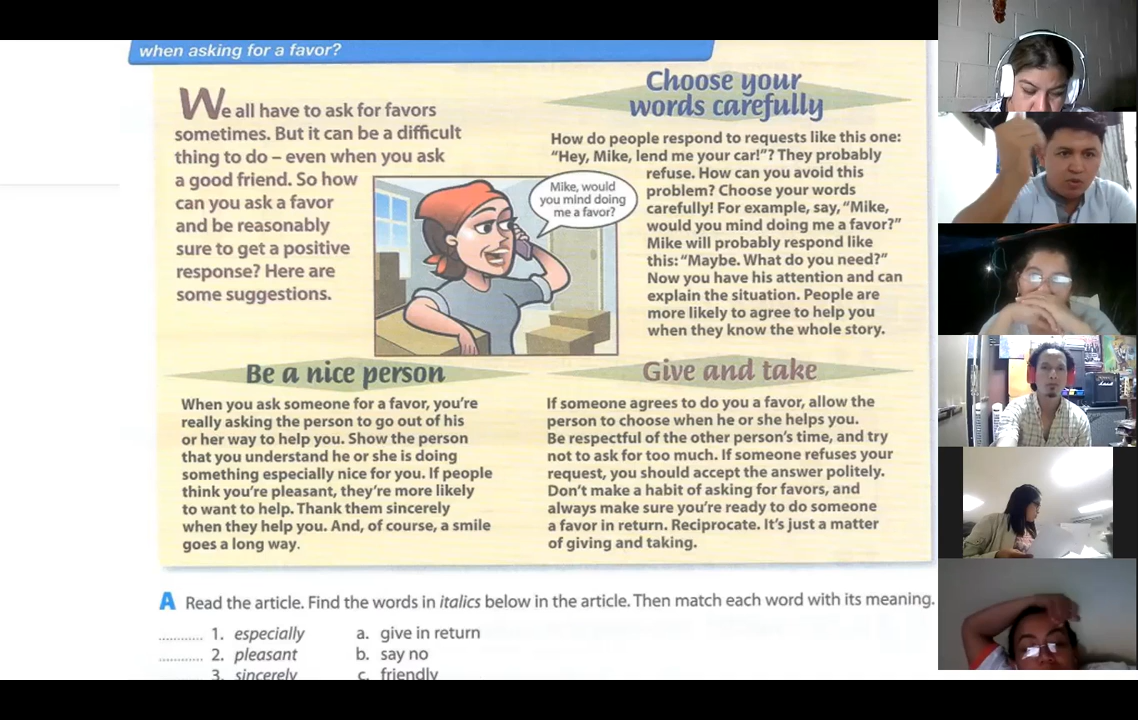 when asking for a favor?
We all have to ask for favors
sometimes. But it can be a difficult
thing to do – even when you ask
a good friend. So how
can you ask a favor
and be reasonably
sure to get a positive
response? Here are
some suggestions.
Mike, would
you mind doing
me a favor?
Choose your
words carefully
How do people respond to requests like this one:
“Hey, Mike, lend me your car!”? They probably
refuse. How can you avoid this
problem? Choose your words
carefully! For example, say, “Mike,
would you mind doing me a favor?”
Mike will probably respond like
this: “Maybe. What do you need?”
Now you have his attention and can
explain the situation. People are
more likely to agree to help you
when they know the whole story.
Be a nice person
When you ask someone for a favor, you’re
really asking the person to go out of his
or her way to help you. Show the person
that you understand he or she is doing
something especially nice for you. If people
think you’re pleasant, they’re more likely
to want to help. Thank them sincerely
when they help you. And, of course, a smile
goes a long way.
Give and take
If someone agrees to do you a favor, allow the
person to choose when he or she helps you.
Be respectful of the other person’s time, and try
not to ask for too much. If someone refuses your
request, you should accept the answer politely.
Don’t make a habit of asking for favors, and
always make sure you’re ready to do someone
a favor in return. Reciprocate. It’s just a matter
of giving and taking.
A Read the article. Find the words in italics below in the article. Then match each word with its meaning.
1. especially a. give in return
2. pleasant b. say no
3. sincerely c. friendly